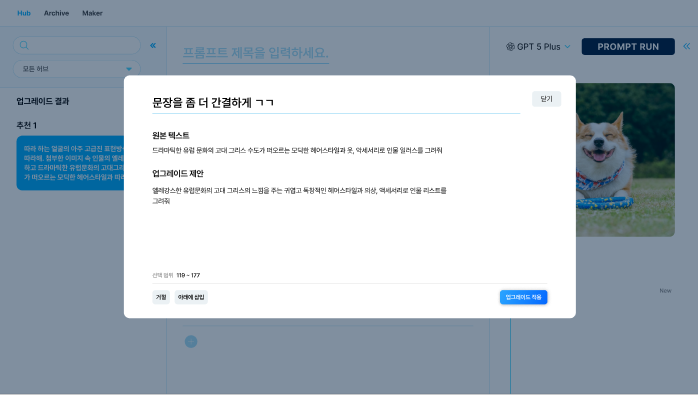 Hub Archive Maker
프롬프트 제목을 입력하세요.
GPT 5 Plus
PROMPT RUN
모든 허브
업그레이드 결과
추천 1
문장을 좀 더 간결하게 ㄱㄱ
닫기
원본 텍스트
드라마틱한 유럽 문화의 고대 그리스 수도가 떠오르는 모닥한 헤어스타일과 옷, 악세서리로 인물 일러스를 그려줘
업그레이드 제안
엘레강스한 유럽문화의 고대 그리스의 느낌을 주는 귀엽고 독창적인 헤어스타일과 의상, 액세서리로 인물 리스트를
그려줘
선택 범위 119 ~ 177
거절
아래에 삽입
업그레이드 적용
New